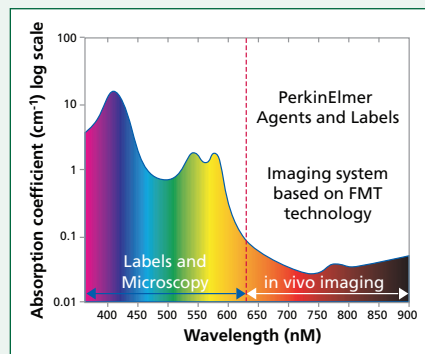 Absorption coefficient (cm⁻¹) log scale
100
10
1
0.1
0.01
PerkinElmer
Agents and Labels
Imaging system
based on FMT
technology
Labels and
Microscopy
in vivo imaging
400 450 500 550 600 650 700 750 800 850 900
Wavelength (nM)